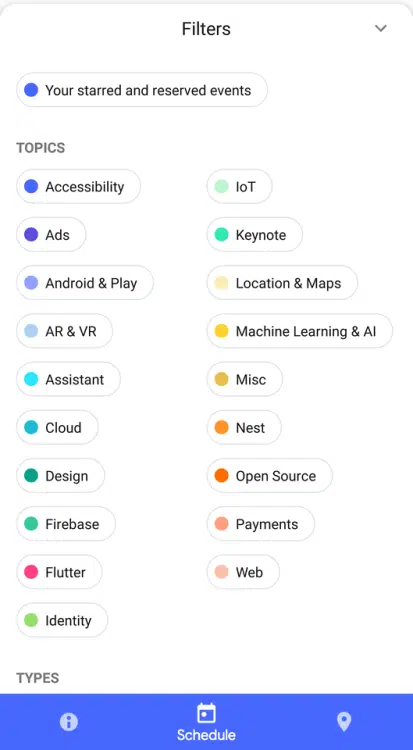 Filters
Your starred and reserved events
TOPICS
Accessibility
IoT
Ads
Keynote
Android & Play
Location & Maps
AR & VR
Machine Learning & AI
Assistant
Misc
Cloud
Nest
Design
Open Source
Firebase
Payments
Flutter
Web
Identity
TYPES
Schedule